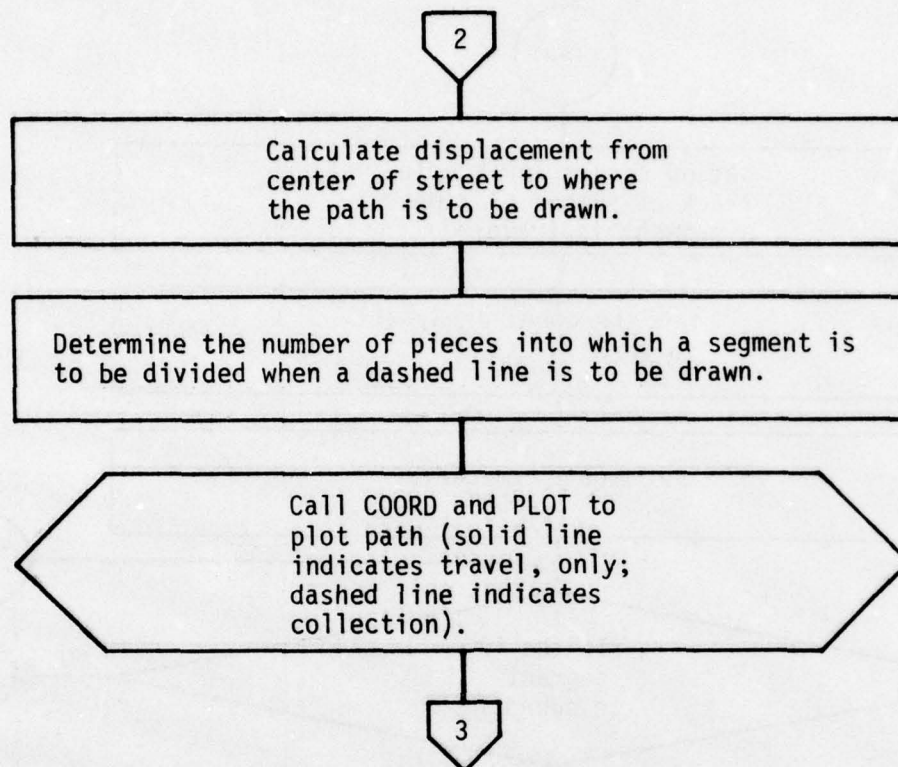 2
Calculate displacement from
center of street to where
the path is to be drawn.
Determine the number of pieces into which a segment is
to be divided when a dashed line is to be drawn.
Call COORD and PLOT to
plot path (solid line
indicates travel, only;
dashed line indicates
collection).
3